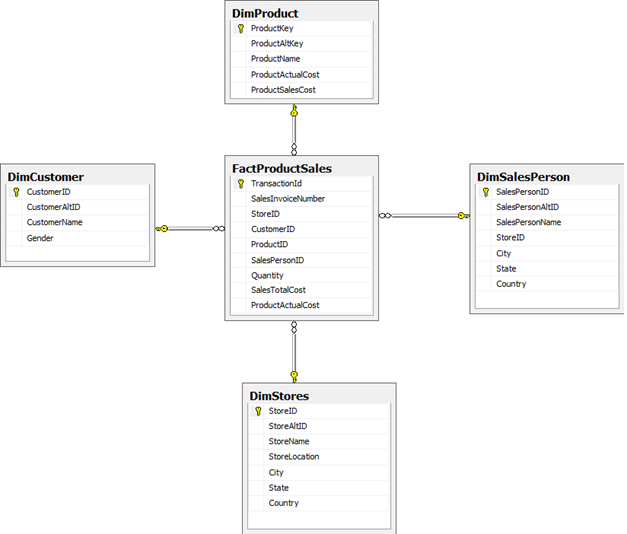 DimProduct
ProductKey
ProductAltKey
ProductName
ProductActualCost
ProductSalesCost
DimCustomer
CustomerID
CustomerAltID
CustomerName
Gender
FactProductSales
TransactionId
SalesInvoiceNumber
StoreID
CustomerID
ProductID
SalesPersonID
Quantity
SalesTotalCost
ProductActualCost
DimSalesPerson
SalesPersonID
SalesPersonAltID
SalesPersonName
StoreID
City
State
Country
DimStores
StoreID
StoreAltID
StoreName
StoreLocation
City
State
Country